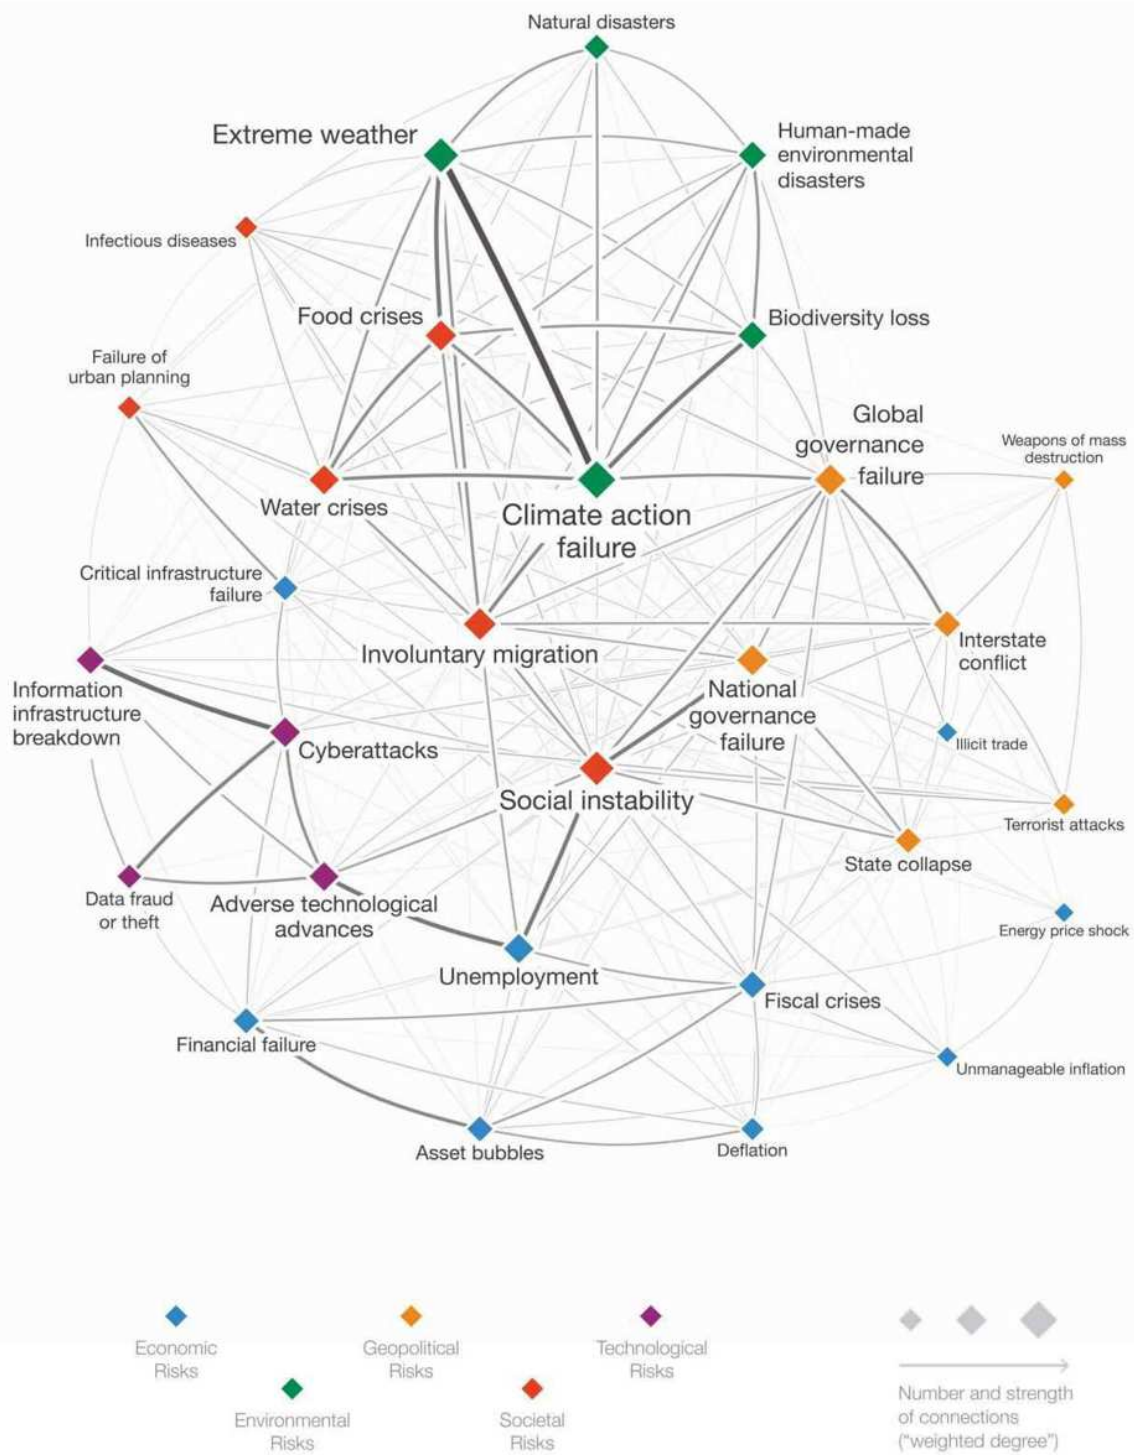 Natural disasters
Extreme weather
Human-made
environmental
disasters
Infectious diseases
Food crises
Biodiversity loss
Failure of
urban planning
Global
governance
failure
Weapons of mass
destruction
Water crises
Climate action
failure
Critical infrastructure
failure
Involuntary migration
Interstate
conflict
Information
infrastructure
breakdown
National
governance
failure
Cyberattacks
Illicit trade
Social instability
Terrorist attacks
State collapse
Data fraud
or theft
Adverse technological
advances
Energy price shock
Unemployment
Fiscal crises
Financial failure
Unmanageable inflation
Asset bubbles
Deflation
Economic
Risks
Geopolitical
Risks
Technological
Risks
Environmental
Risks
Societal
Risks
Number and strength
of connections
("weighted degree")